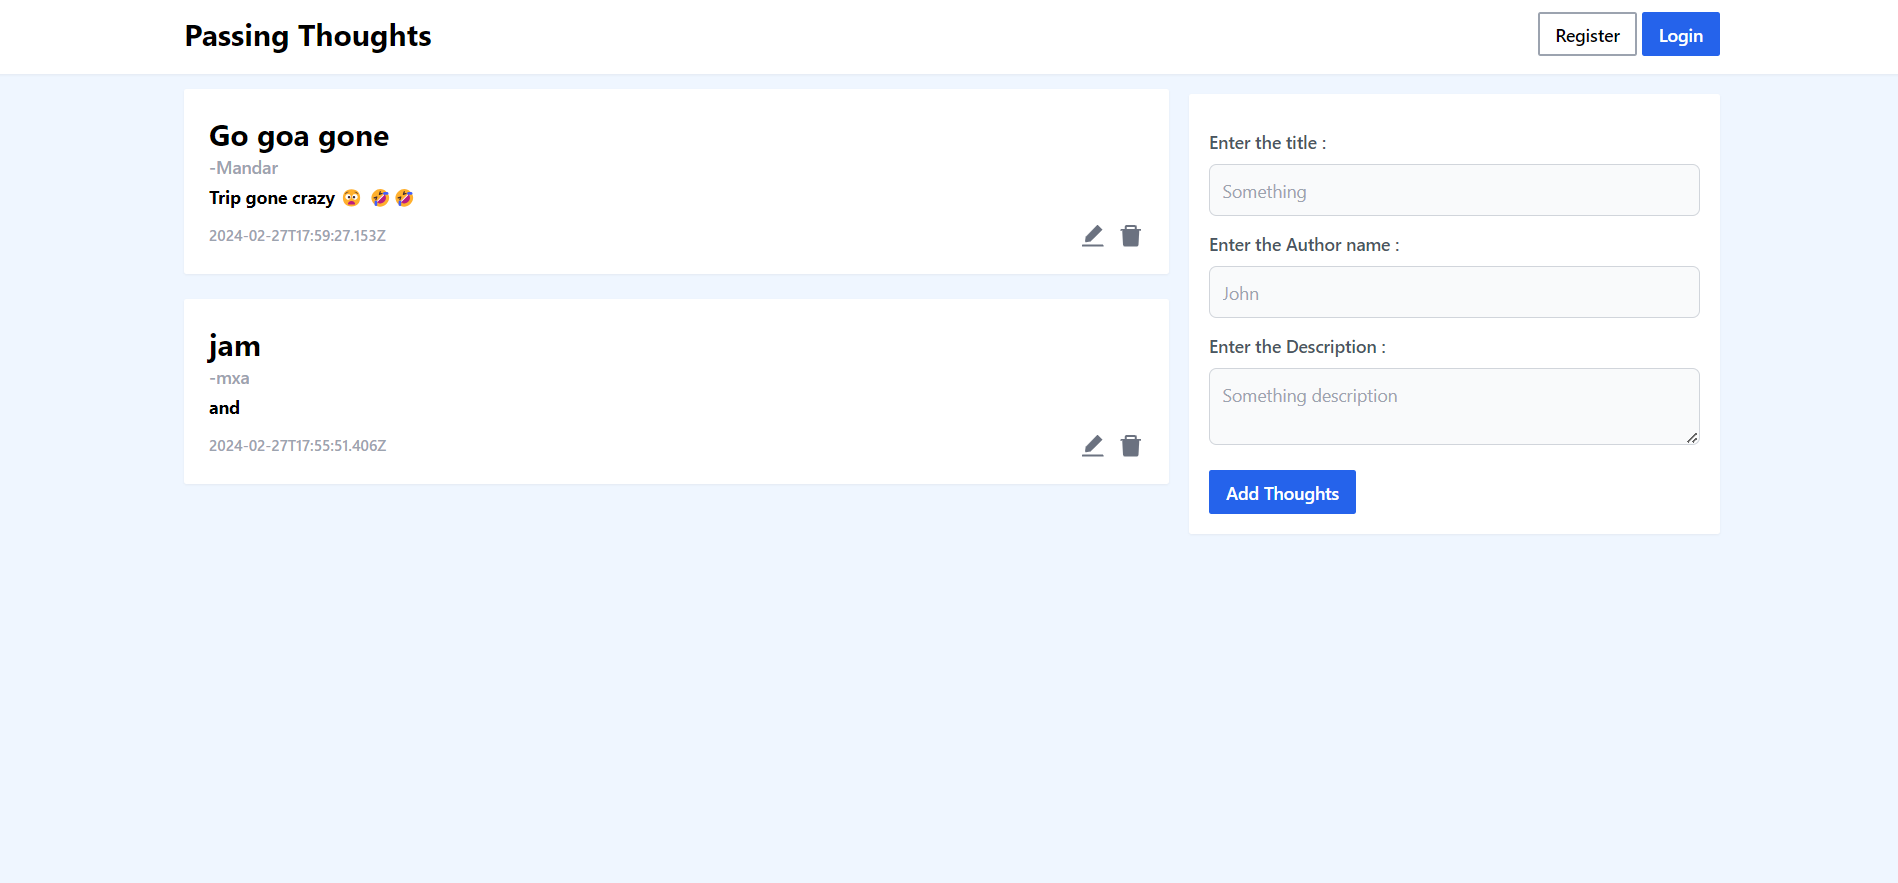 Passing Thoughts
Register
Login
Go goa gone
-Mandar
Trip gone crazy 😨 🤣🤣
2024-02-27T17:59:27.153Z
jam
-mxa
and
2024-02-27T17:55:51.406Z
Enter the title :
Something
Enter the Author name :
John
Enter the Description :
Something description
Add Thoughts